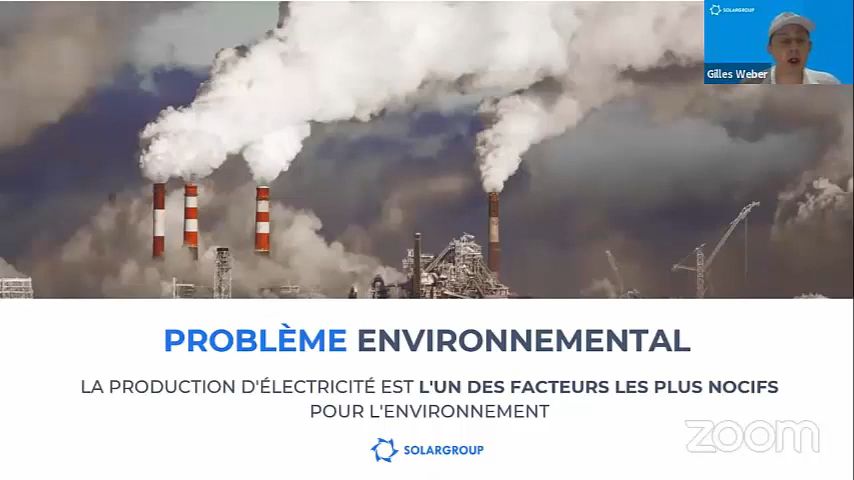 SOLARGROUP
Gilles Weber
PROBLÈME ENVIRONNEMENTAL
LA PRODUCTION D'ÉLECTRICITÉ EST L'UN DES FACTEURS LES PLUS NOCIFS
POUR L'ENVIRONNEMENT
SOLARGROUP
zoom